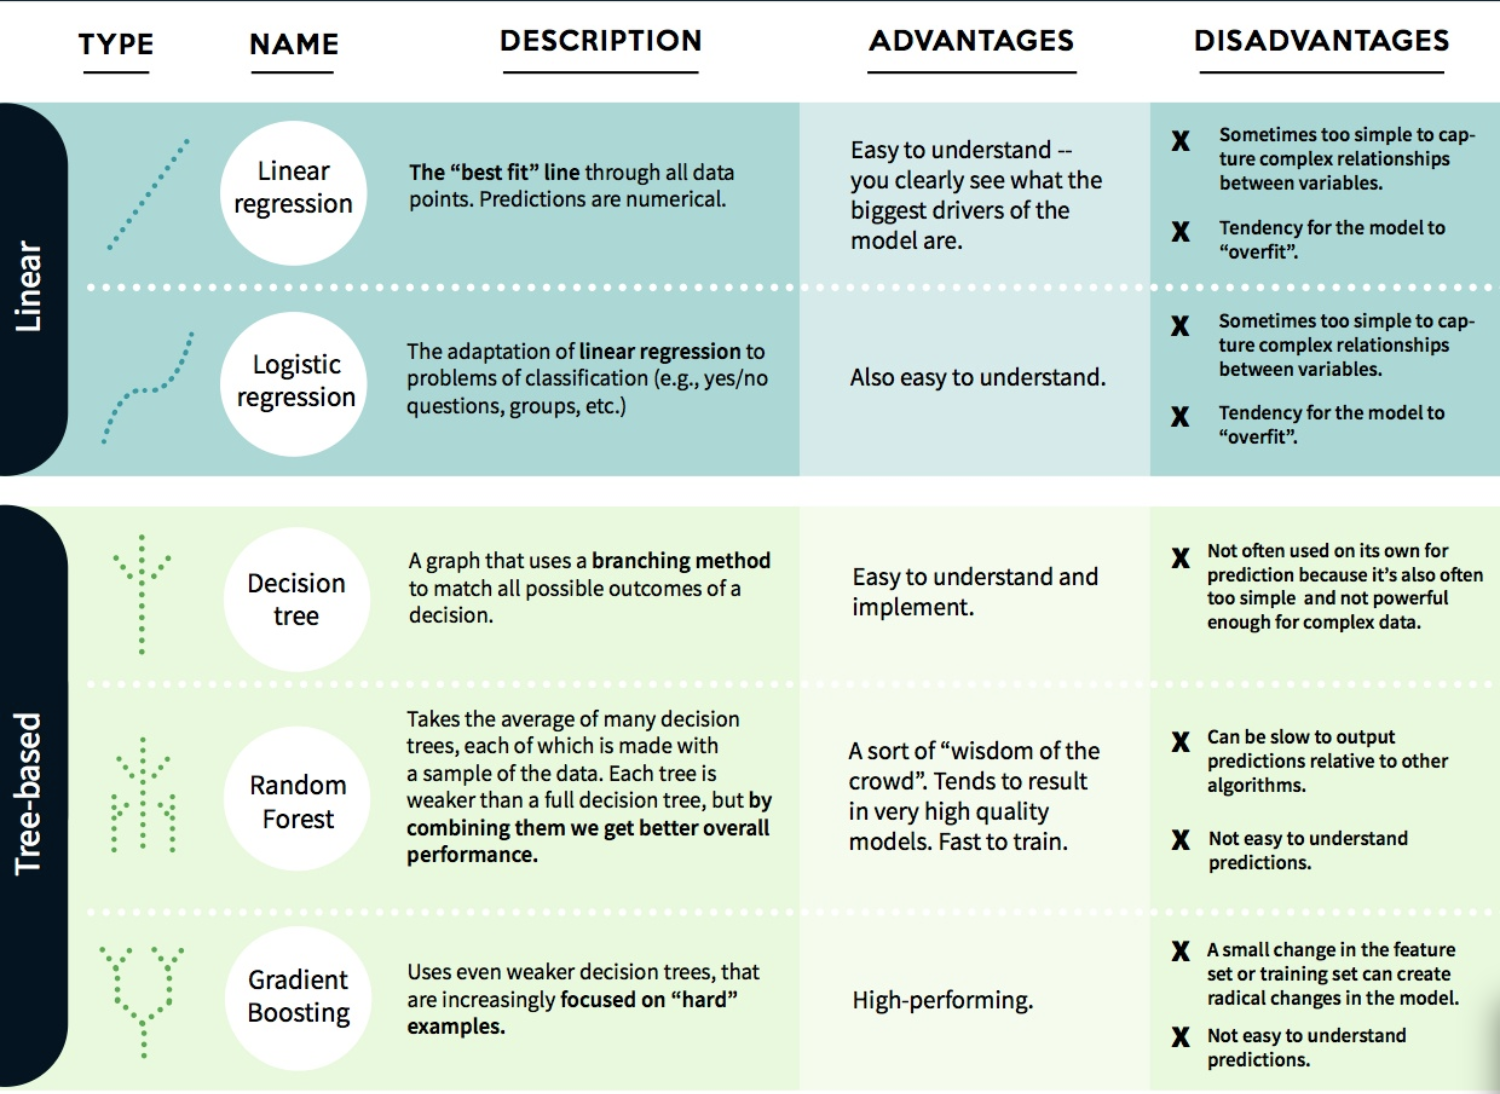 TYPE NAME DESCRIPTION ADVANTAGES DISADVANTAGES
Linear
Linear
regression
The “best fit” line through all data
points. Predictions are numerical.
Easy to understand --
you clearly see what the
biggest drivers of the
model are.
X Sometimes too simple to cap-
ture complex relationships
between variables.
X Tendency for the model to
“overfit”.
Logistic
regression
The adaptation of linear regression to
problems of classification (e.g., yes/no
questions, groups, etc.)
Also easy to understand.
X Sometimes too simple to cap-
ture complex relationships
between variables.
X Tendency for the model to
“overfit”.
Tree-based
Decision
tree
A graph that uses a branching method
to match all possible outcomes of a
decision.
Easy to understand and
implement.
X Not often used on its own for
prediction because it’s also often
too simple and not powerful
enough for complex data.
Random
Forest
Takes the average of many decision
trees, each of which is made with
a sample of the data. Each tree is
weaker than a full decision tree, but by
combining them we get better overall
performance.
A sort of “wisdom of the
crowd”. Tends to result
in very high quality
models. Fast to train.
X Can be slow to output
predictions relative to other
algorithms.
X Not easy to understand
predictions.
Gradient
Boosting
Uses even weaker decision trees, that
are increasingly focused on “hard”
examples.
High-performing.
X A small change in the feature
set or training set can create
radical changes in the model.
X Not easy to understand
predictions.